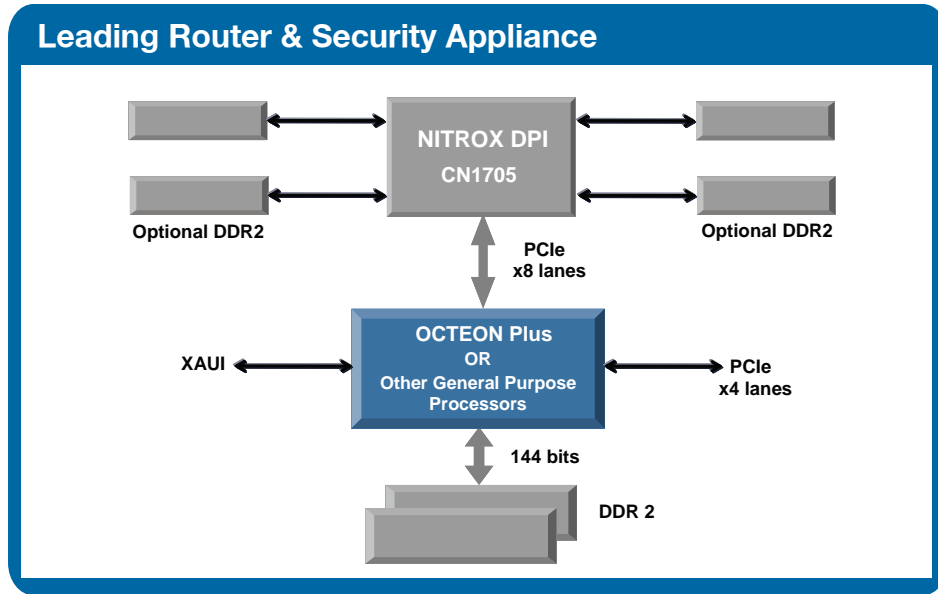 Leading Router & Security Appliance
NITROX DPI
CN1705
Optional DDR2
Optional DDR2
PCIe
x8 lanes
OCTEON Plus
OR
Other General Purpose
Processors
XAUI
PCIe
x4 lanes
144 bits
DDR 2